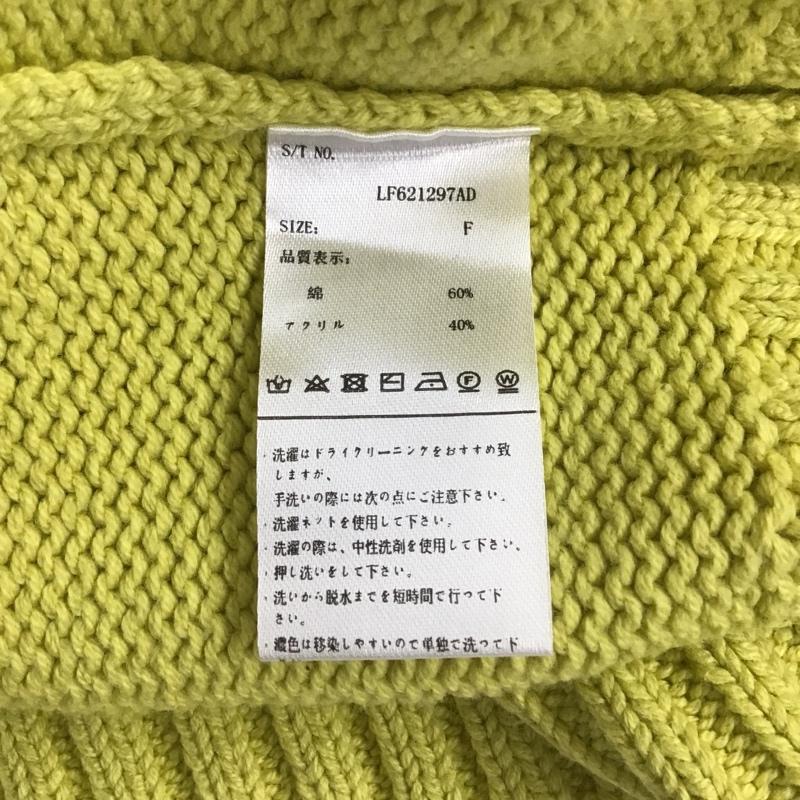 S/T NO.
LF621297AD
SIZE: F
品質表示:
綿 60%
アクリル 40%
F W
・洗濯はドライクリーニングをおすすめ致
しますが、
手洗いの際には次の点にご注意下さい。
・洗濯ネットを使用して下さい。
・洗濯の際は、中性洗剤を使用して下さい、
・押し洗いをして下さい。
・洗いから脱水までを短時間で行つて下
さい。
・濃色は移染しやすいので単独で洗つて下